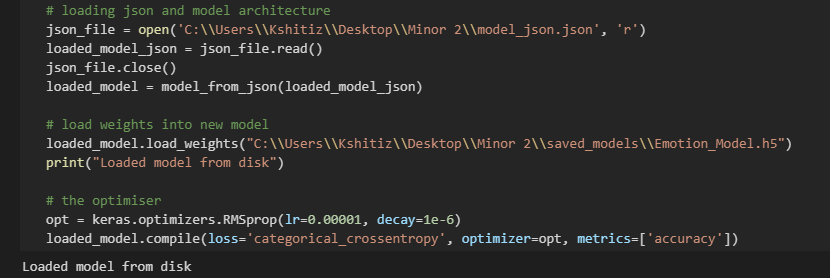 # loading json and model architecture
json_file = open('C:\\Users\\Kshitiz\\Desktop\\Minor 2\\model_json.json', 'r')
loaded_model_json = json_file.read()
json_file.close()
loaded_model = model_from_json(loaded_model_json)
# load weights into new model
loaded_model.load_weights("C:\\Users\\Kshitiz\\Desktop\\Minor 2\\saved_models\\Emotion_Model.h5")
print("Loaded model from disk")
# the optimiser
opt = keras.optimizers.RMSprop(lr=0.00001, decay=1e-6)
loaded_model.compile(loss='categorical_crossentropy', optimizer=opt, metrics=['accuracy'])
Loaded model from disk